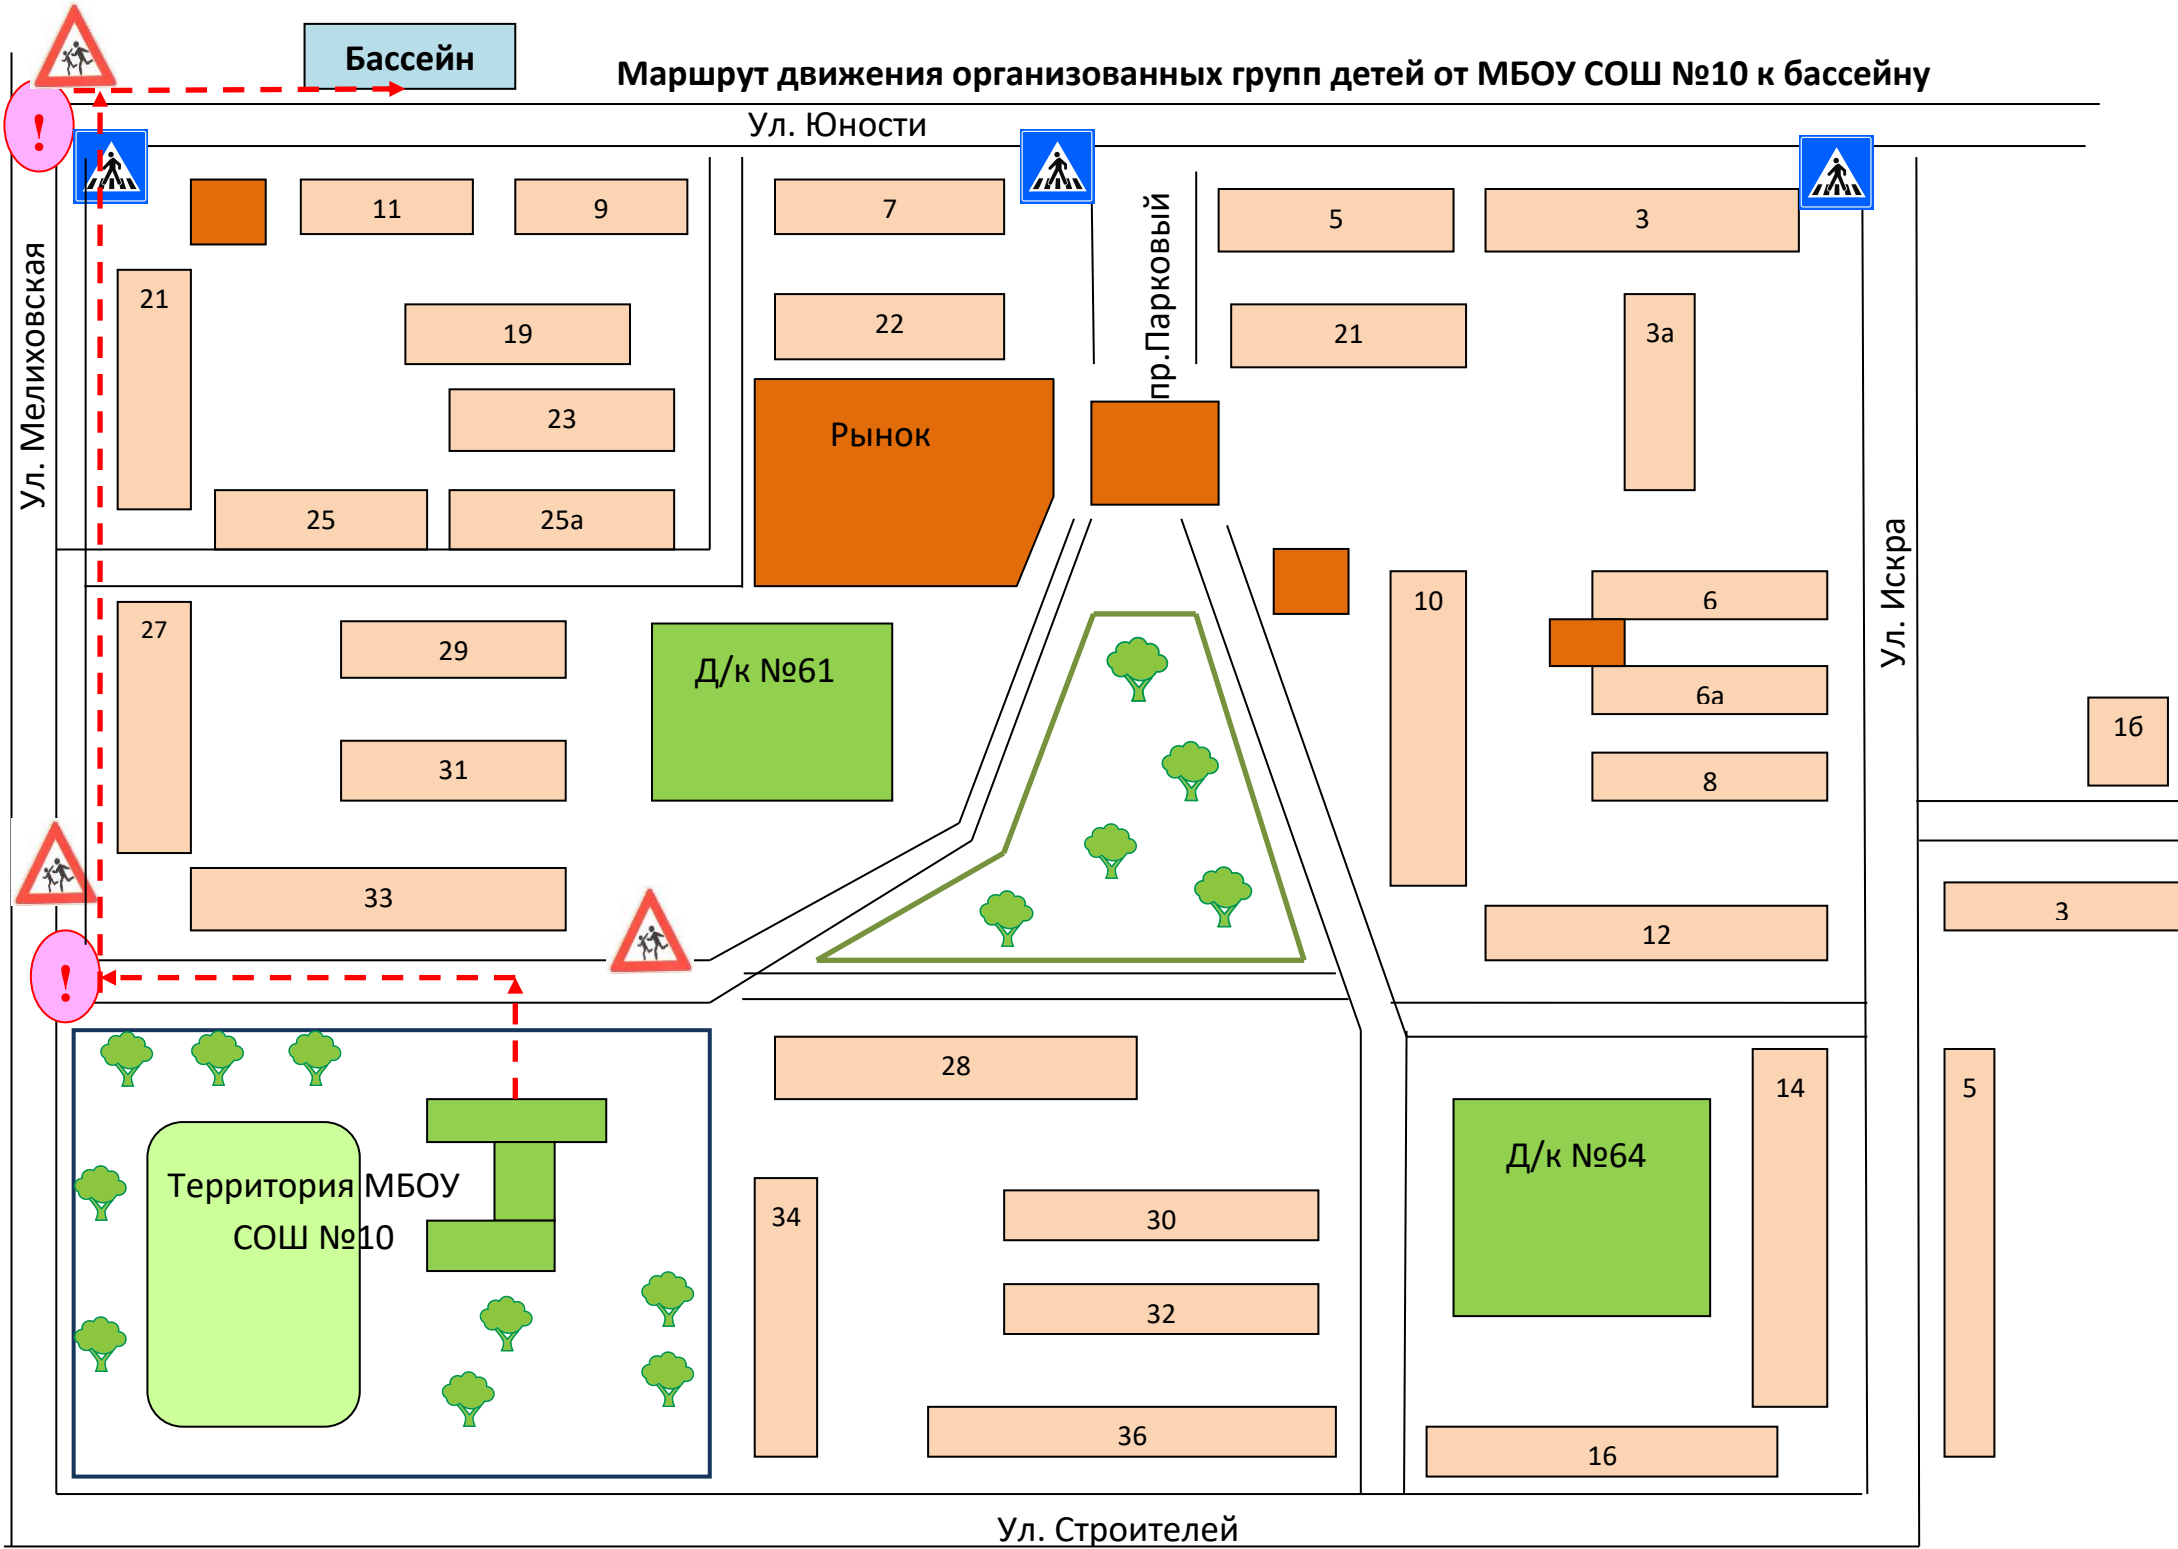 Бассейн
Маршрут движения организованных групп детей от МБОУ СОШ №10 к бассейну
!
Ул. Юности
11
9
7
5
3
Ул. Мелиховская
пр.Парковый
21
19
22
21
3а
23
Рынок
25
25а
Ул. Искра
27
29
Д/к №61
10
6
6а
31
8
1б
33
12
3
!
28
14
5
Территория МБОУ
СОШ №10
Д/к №64
34
30
32
36
16
Ул. Строителей